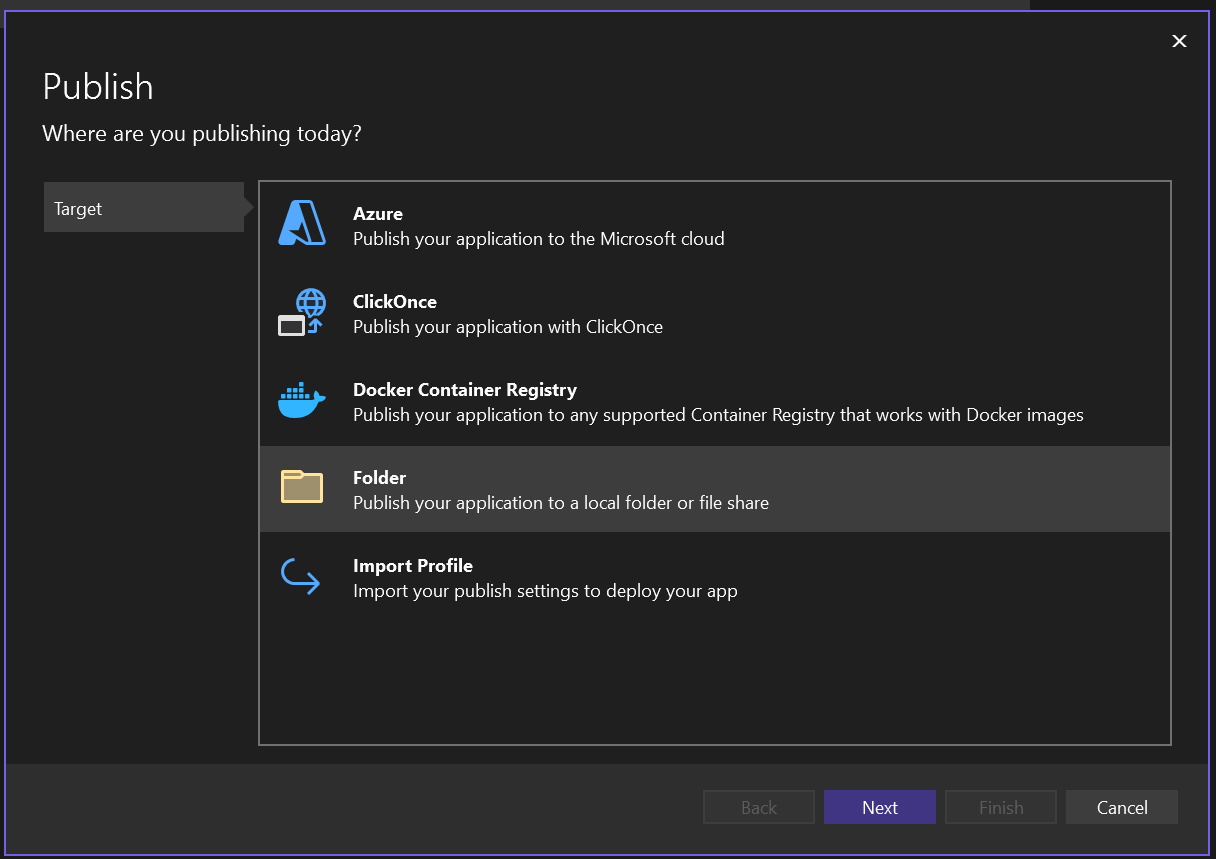 Publish
Where are you publishing today?
Target
Azure
Publish your application to the Microsoft cloud
ClickOnce
Publish your application with ClickOnce
Docker Container Registry
Publish your application to any supported Container Registry that works with Docker images
Folder
Publish your application to a local folder or file share
Import Profile
Import your publish settings to deploy your app
Back
Next
Finish
Cancel